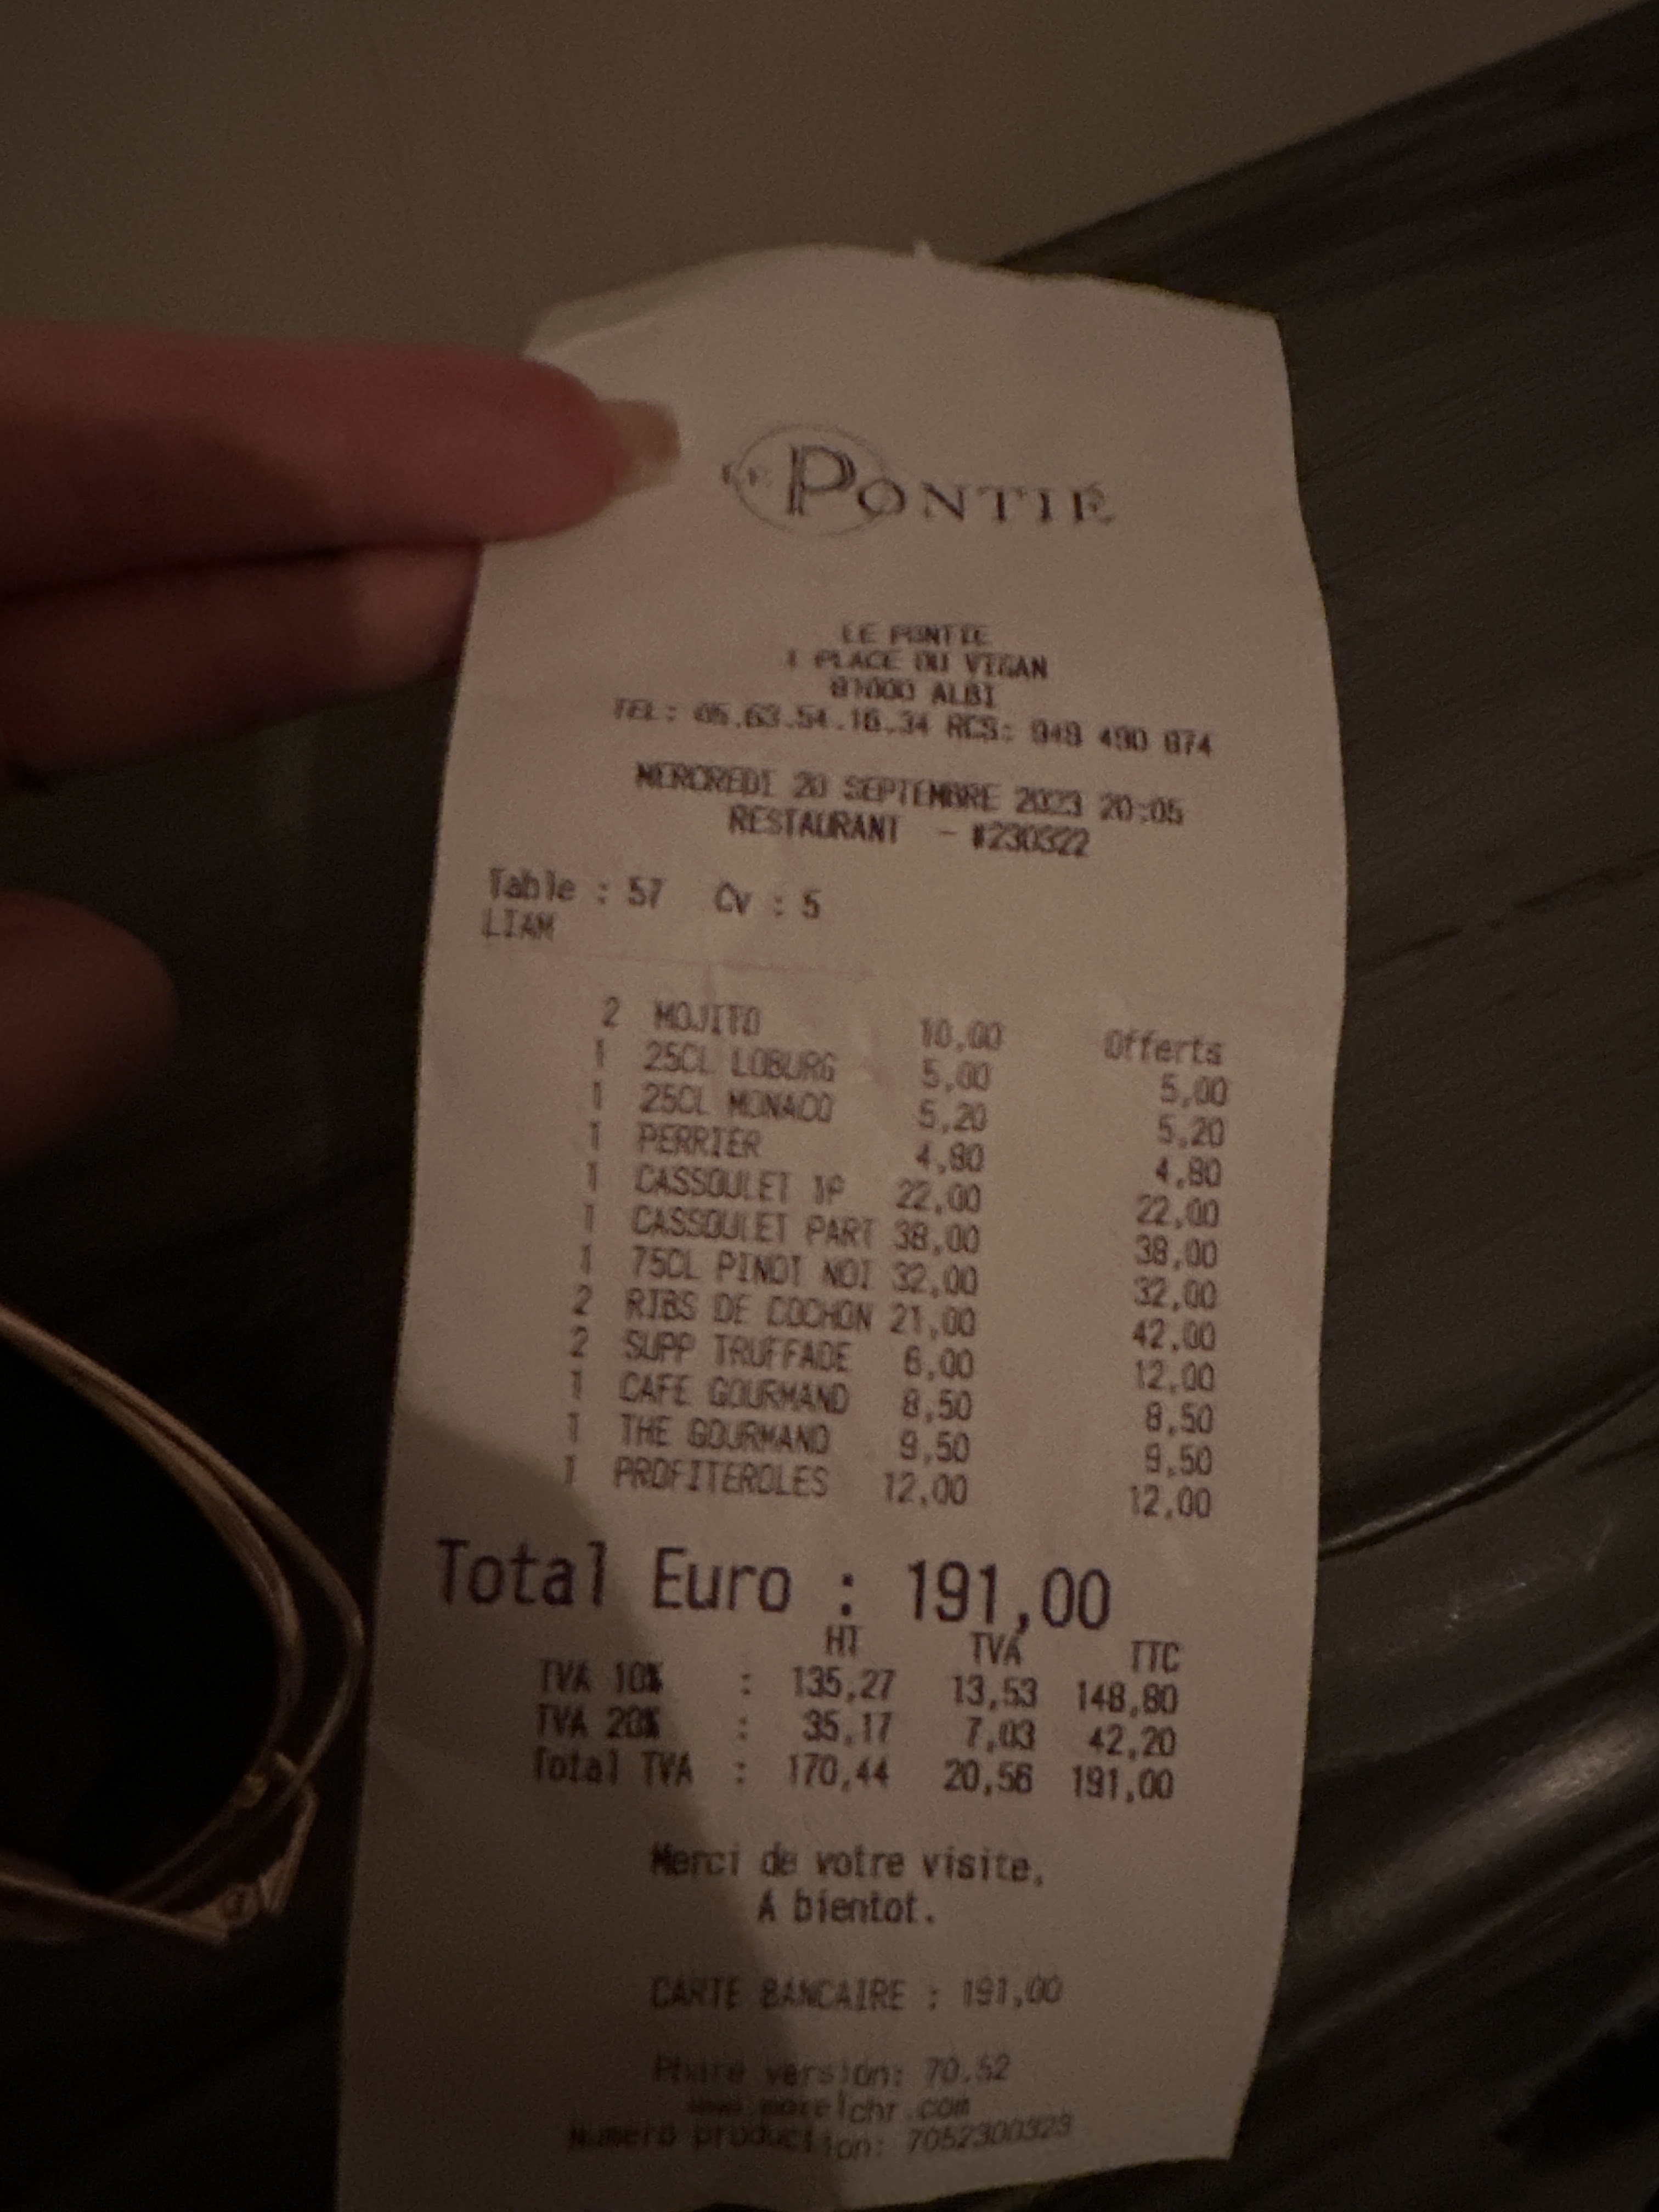 LE PONTIE
LE PONTIE
1 PLACE DU VIGAN
81000 ALBI
TEL: 05.63.54.16.34 RCS: 949 490 874
MERCREDI 20 SEPTEMBRE 2023 20:05
RESTAURANT - #230322
Table : 57 Cv : 5
LIAM
2 MOJITO 10,00 Offerts
1 25CL LOBURG 5,00 5,00
1 25CL MONACO 5,20 5,20
1 PERRIER 4,80 4,80
1 CASSOULET 1P 22,00 22,00
1 CASSOULET PART 38,00 38,00
1 75CL PINOT NOI 32,00 32,00
2 RIBS DE COCHON 21,00 42,00
2 SUPP TRUFFADE 6,00 12,00
1 CAFE GOURMAND 8,50 8,50
1 THE GOURMAND 9,50 9,50
1 PROFITEROLES 12,00 12,00
Total Euro : 191,00
HT TVA TTC
TVA 10% : 135,27 13,53 148,80
TVA 20% : 35,17 7,03 42,20
Total TVA : 170,44 20,56 191,00
Merci de votre visite.
A bientot.
CARTE BANCAIRE : 191,00
version: 70.52
Numero production: 7052300323